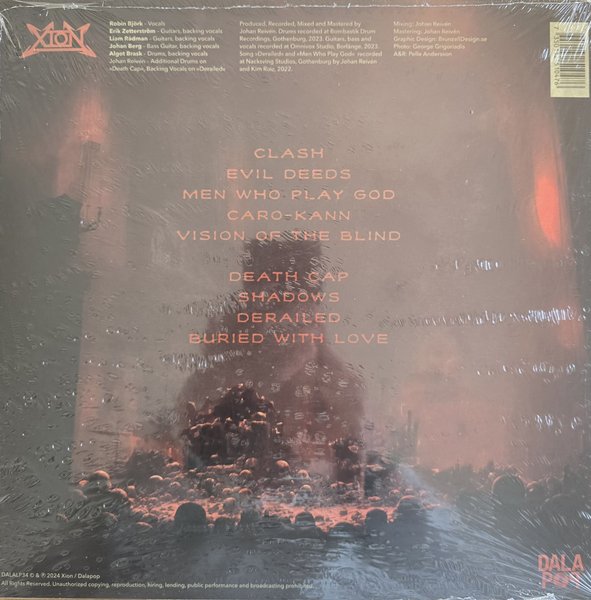 XION
Robin Björk - Vocals
Erik Zetterström - Guitars, backing vocals
Liam Rådman - Guitars, backing vocals
Johan Berg - Bass Guitar, backing vocals
Algot Brask - Drums, backing vocals
Johan Reivén - Additional Drums on
»Death Cap«, Backing Vocals on »Derailed«
Produced, Recorded, Mixed and Mastered by
Johan Reivén. Drums recorded at Bombastik Drum
Recordings, Gothenburg, 2023. Guitars, bass and
vocals recorded at Omnivox Studio, Borlänge, 2023.
Song »Derailed« and »Men Who Play God« recorded
at Nacksving Studios, Gothenburg by Johan Reivén
and Kim Ruiz, 2022.
Mixing: Johan Reivén
Mastering: Johan Reivén
Graphic Design: Brunze1Design.se
Photo: George Grigoriadis
A&R: Pelle Andersson
CLASH
EVIL DEEDS
MEN WHO PLAY GOD
CARO-KANN
VISION OF THE BLIND
DEATH CAP
SHADOWS
DERAILED
BURIED WITH LOVE
DALALP34 © & ℗ 2024 Xion / Dalapop
All Rights Reserved. Unauthorized copying, reproduction, hiring, lending, public performance and broadcasting prohibited.
DALA
POP